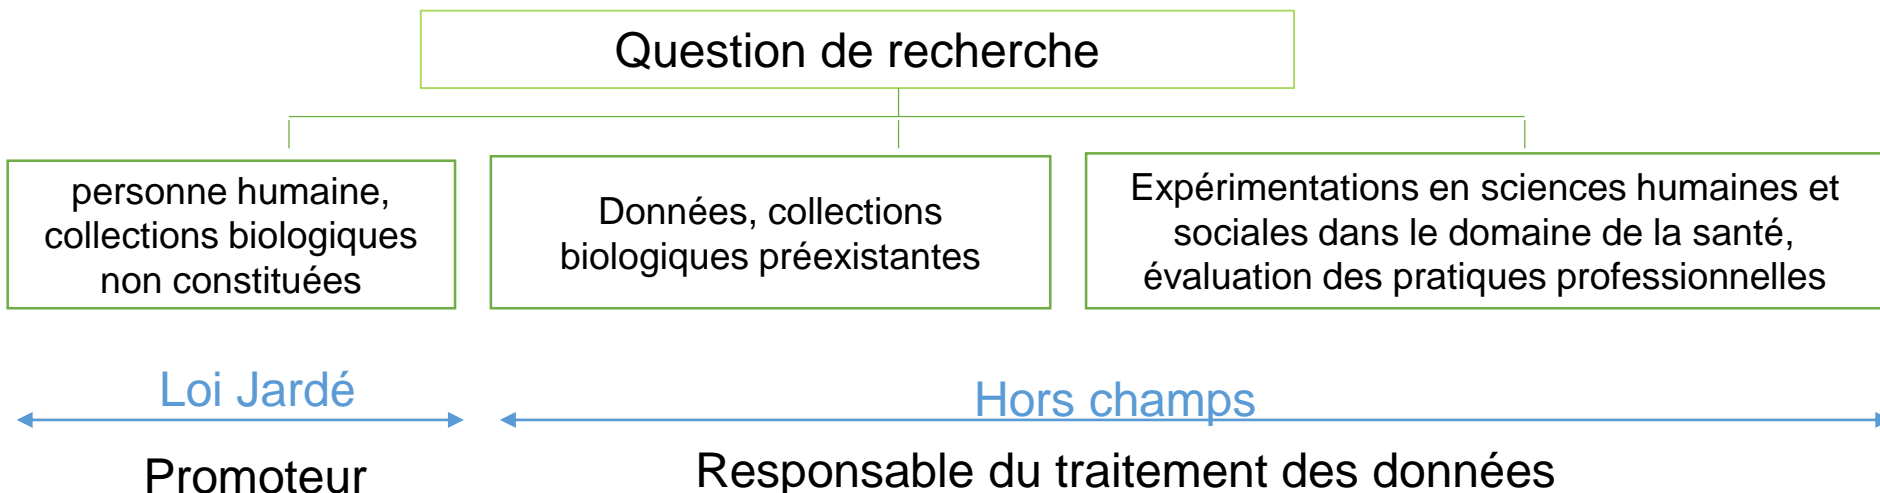 Question de recherche
personne humaine,
collections biologiques
non constituées
Données, collections
biologiques préexistantes
Expérimentations en sciences humaines et
sociales dans le domaine de la santé,
évaluation des pratiques professionnelles
Loi Jardé
Hors champs
Promoteur
Responsable du traitement des données